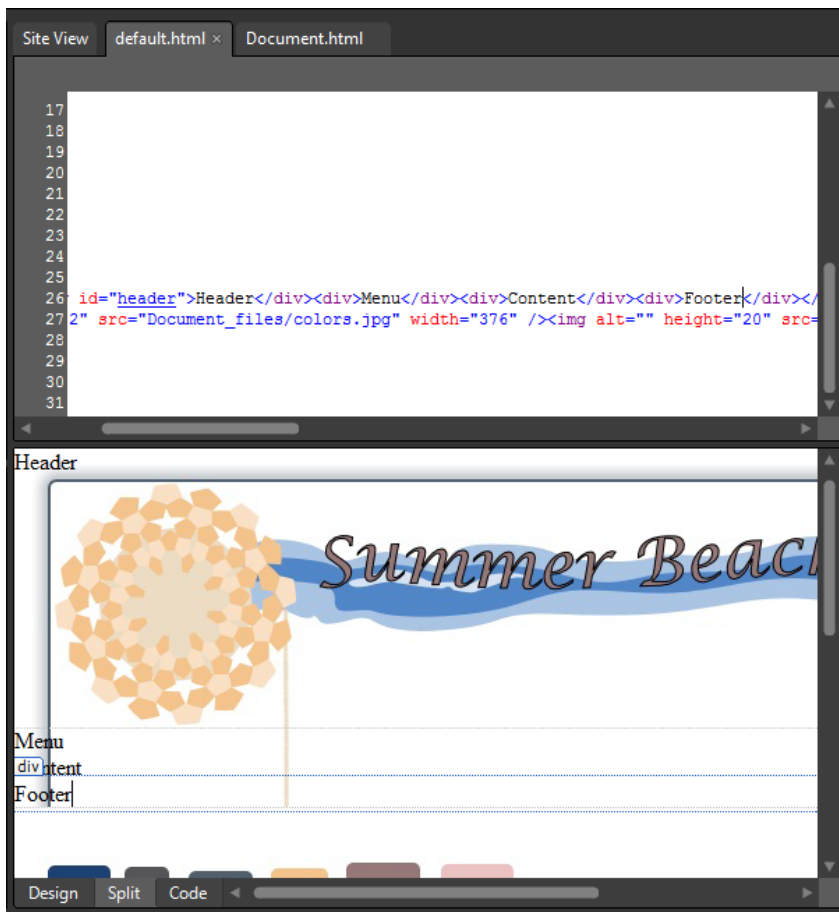 Site View default.html × Document.html
17
18
19
20
21
22
23
24
25
26 id="header">Header</div><div>Menu</div><div>Content</div><div>Footer</div></
27 2" src="Document_files/colors.jpg" width="376" /><img alt="" height="20" src=
28
29
30
31
Header
Summer Beach
Menu
div ntent
Footer
Design Split Code